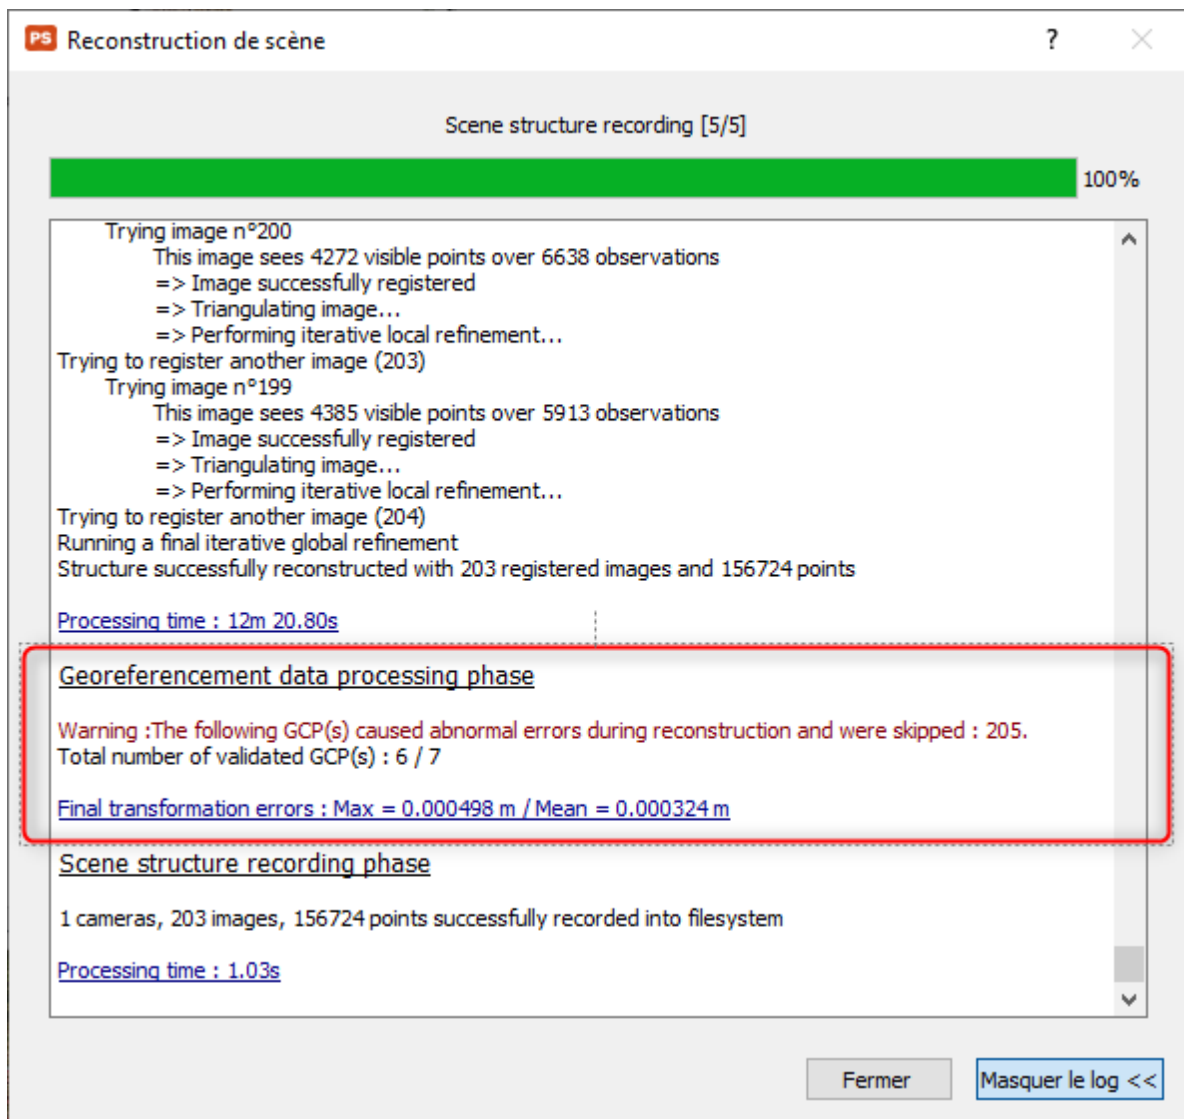 PS Reconstruction de scène ?
Scene structure recording [5/5]
100%
Trying image n°200
This image sees 4272 visible points over 6638 observations
=> Image successfully registered
=> Triangulating image...
=> Performing iterative local refinement...
Trying to register another image (203)
Trying image n°199
This image sees 4385 visible points over 5913 observations
=> Image successfully registered
=> Triangulating image...
=> Performing iterative local refinement...
Trying to register another image (204)
Running a final iterative global refinement
Structure successfully reconstructed with 203 registered images and 156724 points
Processing time : 12m 20.80s
Georeferencement data processing phase
Warning :The following GCP(s) caused abnormal errors during reconstruction and were skipped : 205.
Total number of validated GCP(s) : 6 / 7
Final transformation errors : Max = 0.000498 m / Mean = 0.000324 m
Scene structure recording phase
1 cameras, 203 images, 156724 points successfully recorded into filesystem
Processing time : 1.03s
Fermer
Masquer le log <<